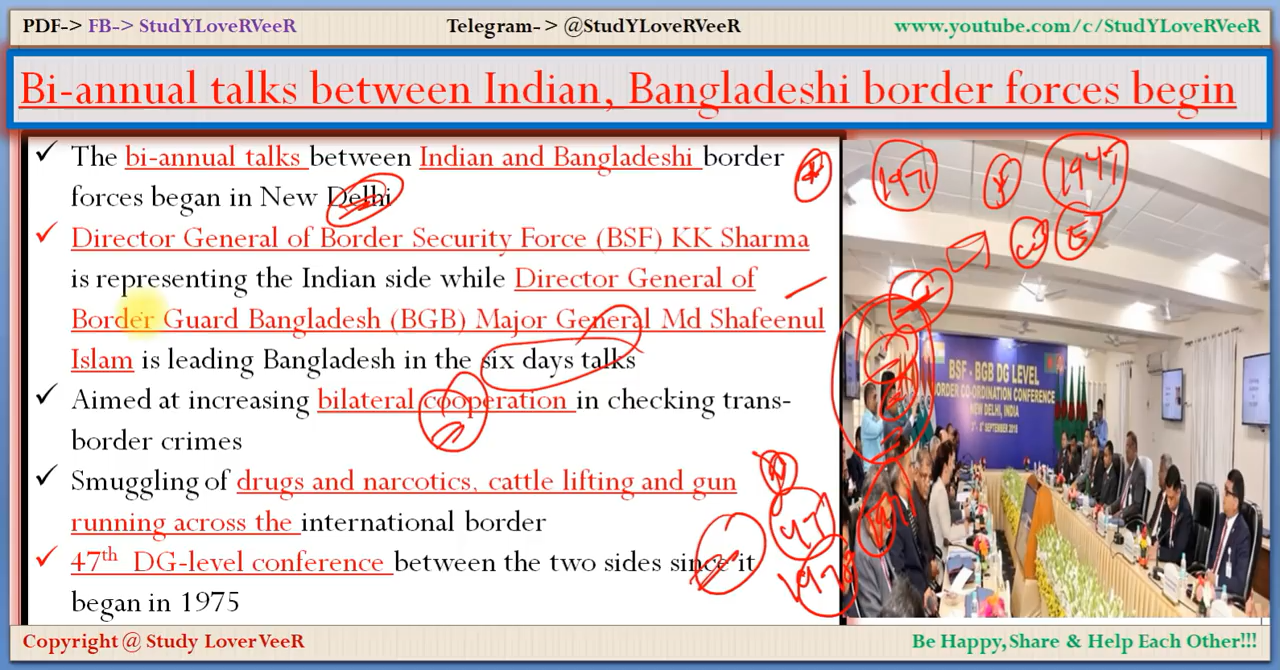 PDF-> FB-> StudYLoveRVeeR
Telegram-> @StudYLoveRVeeR
www.youtube.com/c/StudYLoveRVeeR
Bi-annual talks between Indian, Bangladeshi border forces begin
✓ The bi-annual talks between Indian and Bangladeshi border
forces began in New Delhi
✓ Director General of Border Security Force (BSF) KK Sharma
is representing the Indian side while Director General of
Border Guard Bangladesh (BGB) Major General Md Shafeenul
Islam is leading Bangladesh in the six days talks
✓ Aimed at increasing bilateral cooperation in checking trans-
border crimes
✓ Smuggling of drugs and narcotics, cattle lifting and gun
running across the international border
✓ 47th DG-level conference between the two sides since it
began in 1975
1971
1947
BSF - BGB DG LEVEL
BORDER CO-ORDINATION CONFERENCE
NEW DELHI, INDIA
SEPTEMBER 2018
Copyright @ Study LoverVeeR
Be Happy, Share & Help Each Other!!!